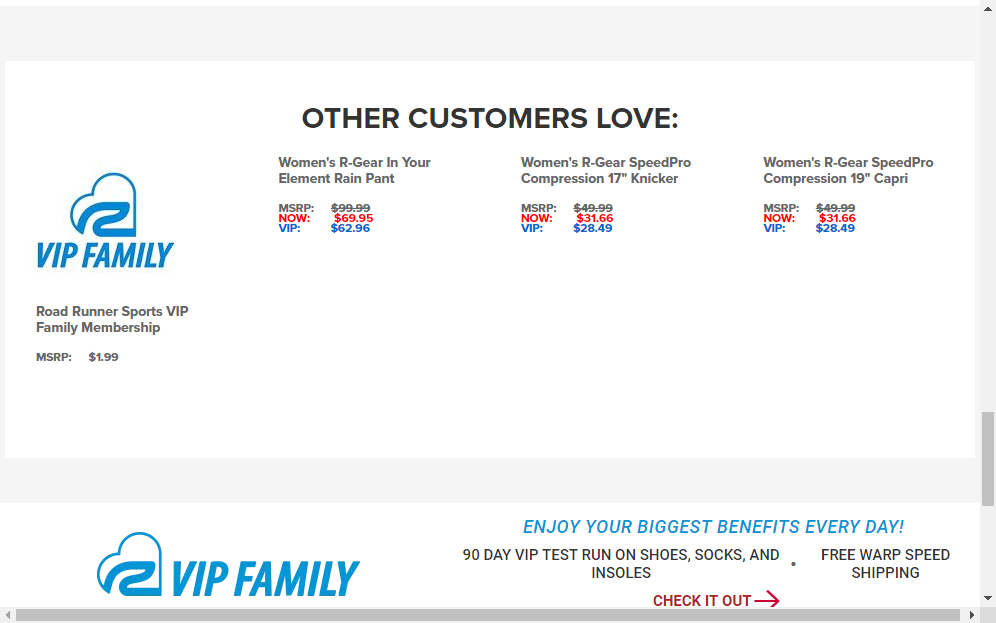 OTHER CUSTOMERS LOVE:
VIP FAMILY
Road Runner Sports VIP
Family Membership
MSRP: $1.99
Women's R-Gear In Your
Element Rain Pant
MSRP: $99.99
NOW: $69.95
VIP: $62.96
Women's R-Gear SpeedPro
Compression 17" Knicker
MSRP: $49.99
NOW: $31.66
VIP: $28.49
Women's R-Gear SpeedPro
Compression 19" Capri
MSRP: $49.99
NOW: $31.66
VIP: $28.49
VIP FAMILY
ENJOY YOUR BIGGEST BENEFITS EVERY DAY!
90 DAY VIP TEST RUN ON SHOES, SOCKS, AND
INSOLES
•
FREE WARP SPEED
SHIPPING
CHECK IT OUT